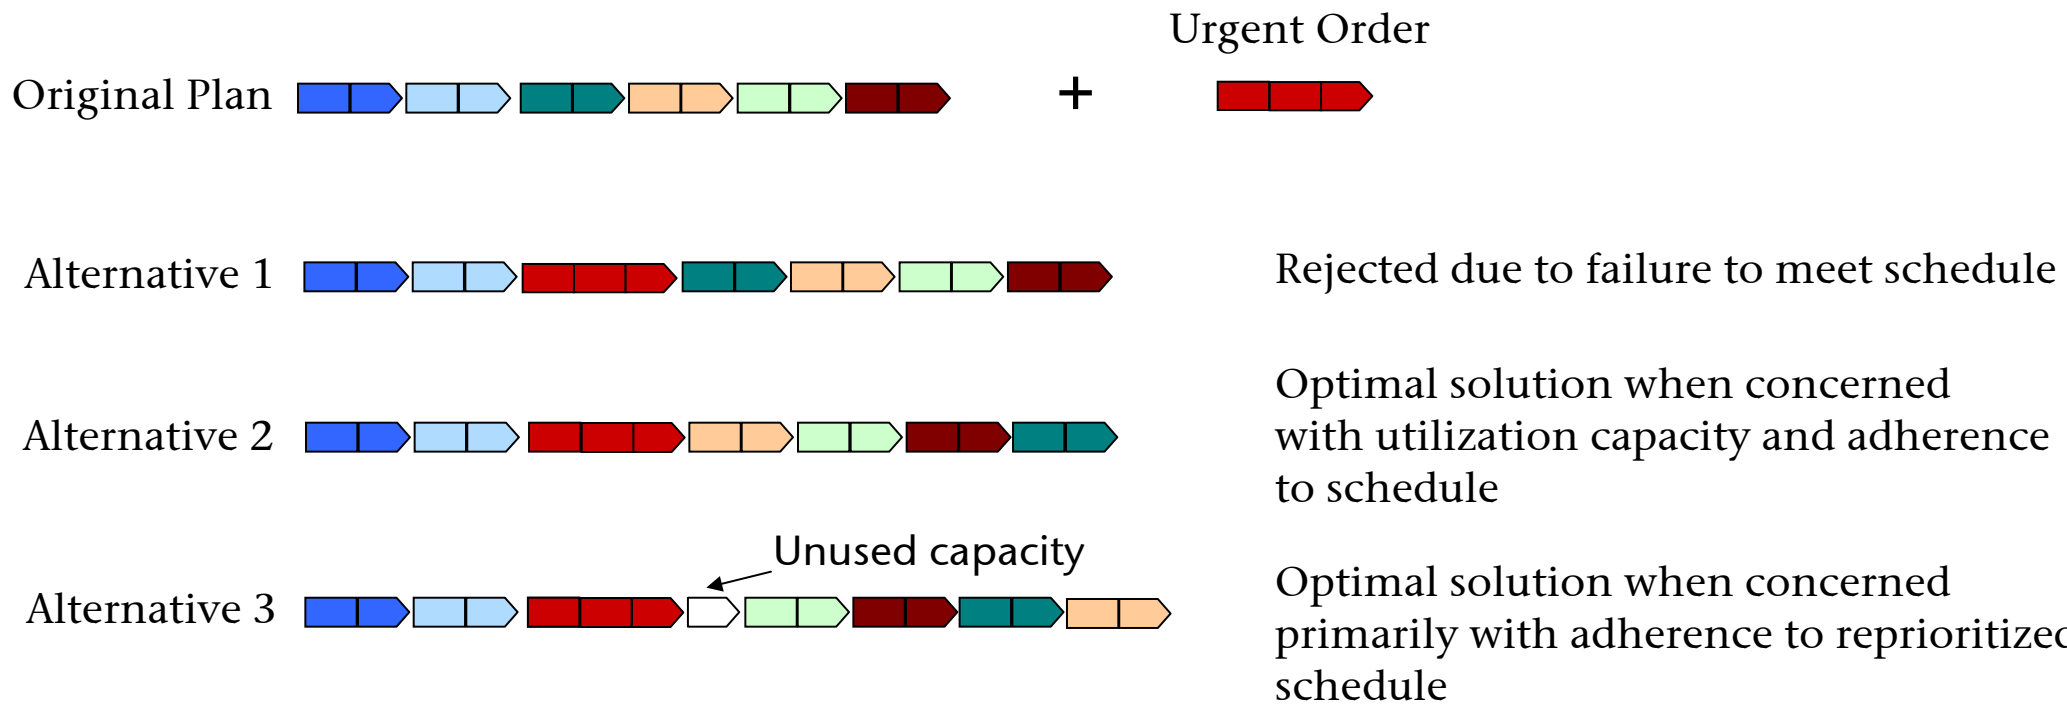 Urgent Order
Original Plan
+
Alternative 1
Rejected due to failure to meet schedule
Alternative 2
Optimal solution when concerned
with utilization capacity and adherence
to schedule
Unused capacity
Alternative 3
Optimal solution when concerned
primarily with adherence to reprioritized
schedule